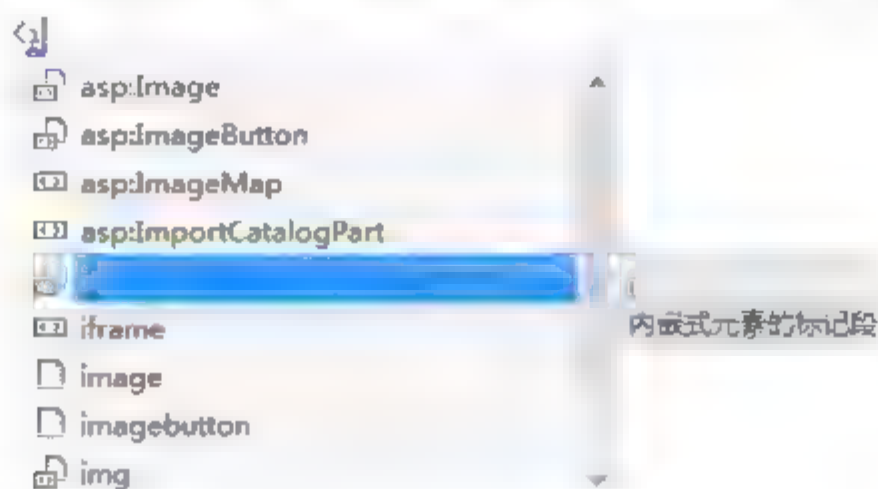 asp:Image
asp:ImageButton
asp:ImageMap
asp:ImportCatalogPart
iframe
内嵌式元素的标记段
image
imagebutton
img